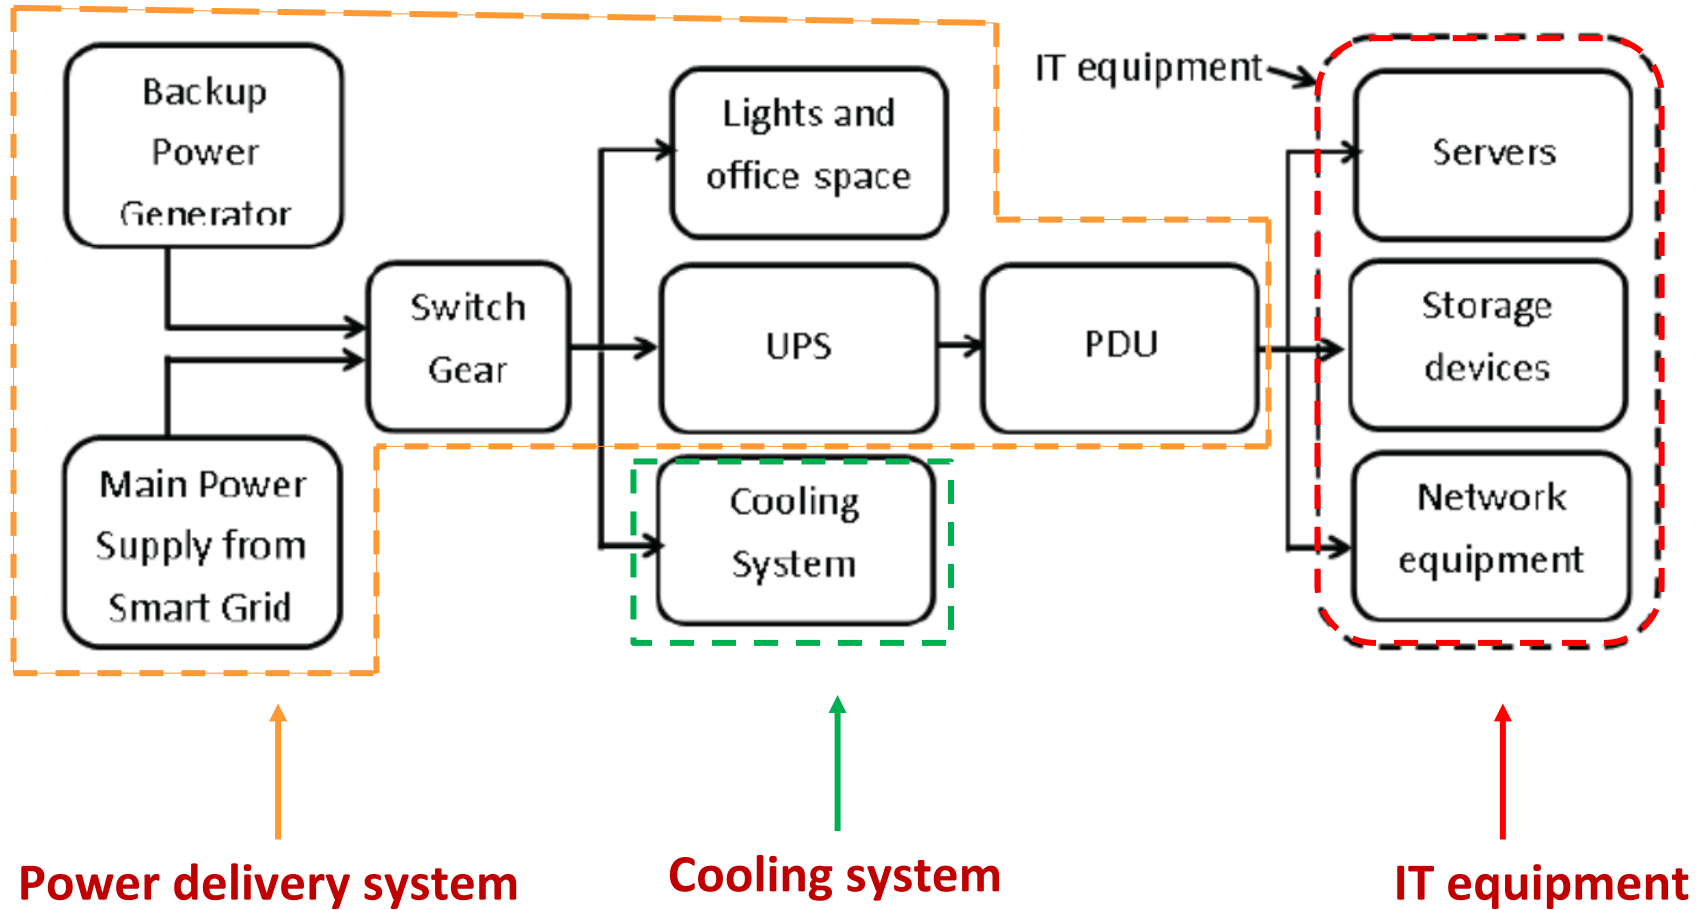 Backup
Power
Generator
Lights and
office space
IT equipment
Servers
Switch
Gear
UPS
PDU
Storage
devices
Main Power
Supply from
Smart Grid
Cooling
System
Network
equipment
Power delivery system
Cooling system
IT equipment